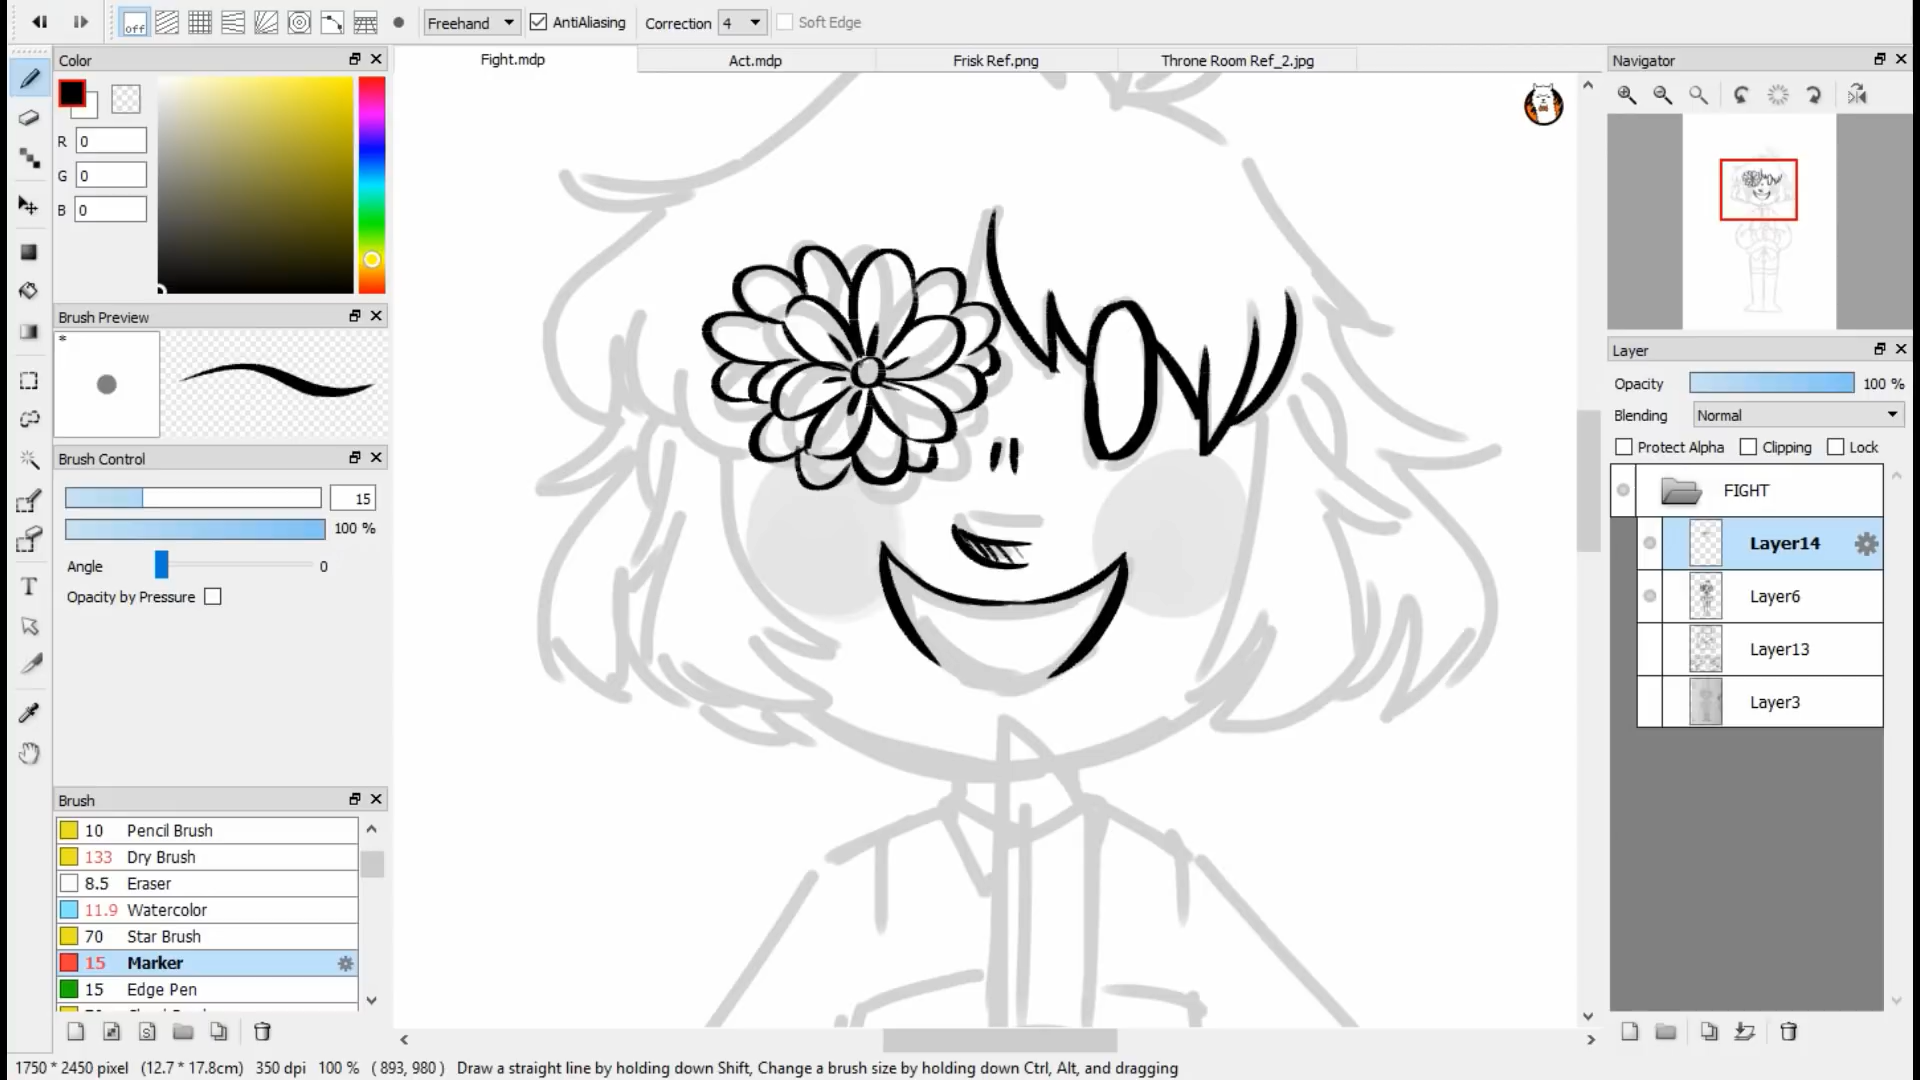 off
Freehand
AntiAliasing
Correction 4
Soft Edge
Color
R 0
G 0
B 0
Brush Preview
*
Brush Control
15
100 %
Angle 0
Opacity by Pressure
T
Brush
10 Pencil Brush
133 Dry Brush
8.5 Eraser
11.9 Watercolor
70 Star Brush
15 Marker
15 Edge Pen
S
Fight.mdp
Act.mdp
Frisk Ref.png
Throne Room Ref_2.jpg
Navigator
Layer
Opacity 100 %
Blending Normal
Protect Alpha Clipping Lock
FIGHT
Layer14
Layer6
Layer13
Layer3
1750 * 2450 pixel (12.7 * 17.8cm) 350 dpi 100 % ( 893, 980 ) Draw a straight line by holding down Shift, Change a brush size by holding down Ctrl, Alt, and dragging